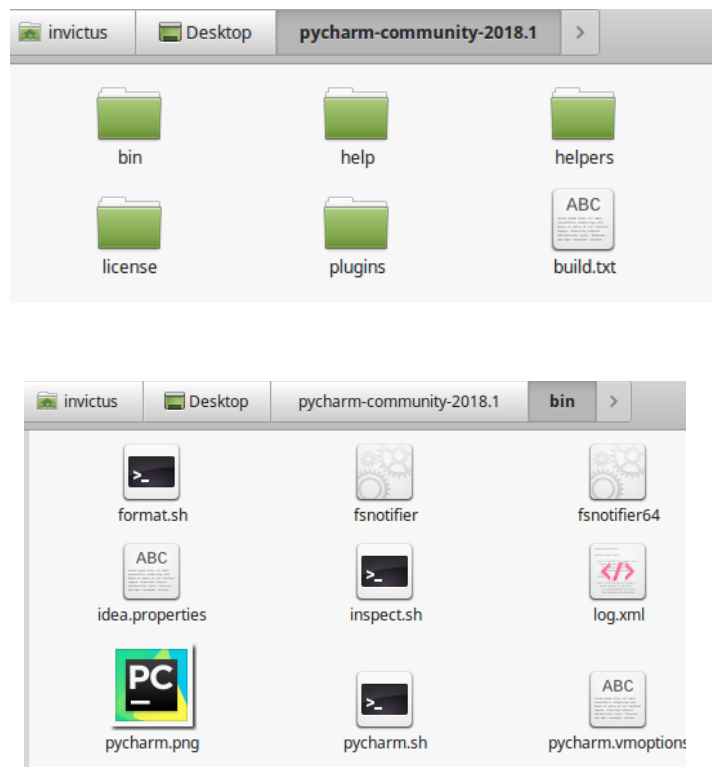 invictus Desktop pycharm-community-2018.1
bin help helpers
ABC
license plugins build.txt
invictus Desktop pycharm-community-2018.1 bin
>_
format.sh fsnotifier fsnotifier64
ABC >_ </>
idea.properties inspect.sh log.xml
PC >_ ABC
pycharm.png pycharm.sh pycharm.vmoptions